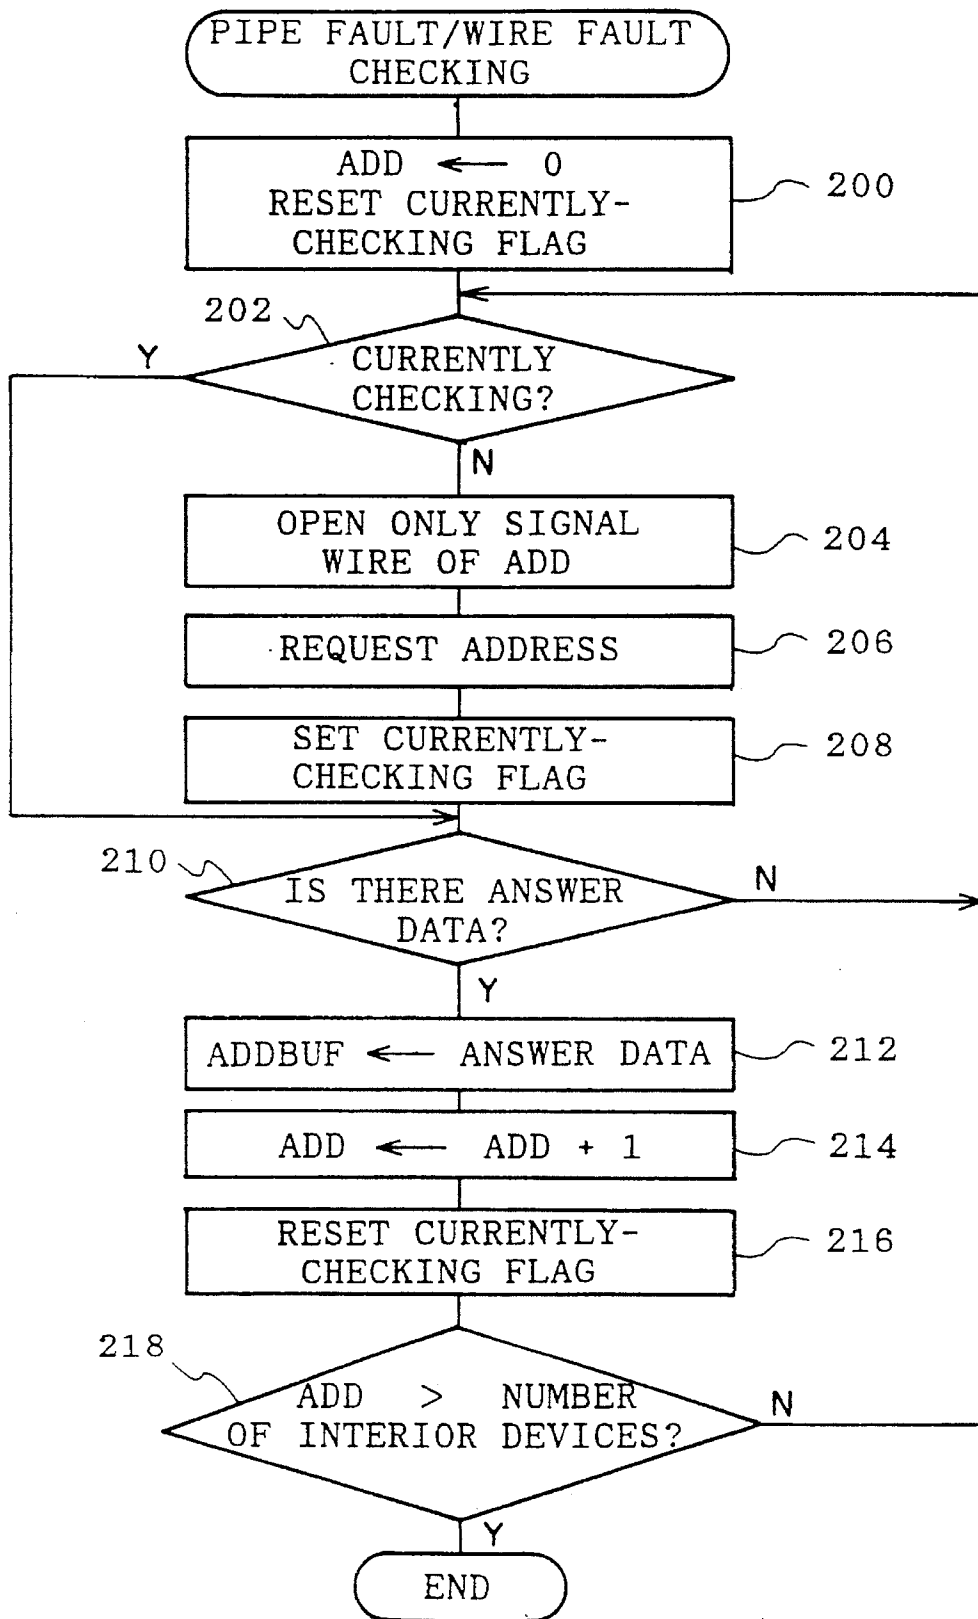 PIPE FAULT/WIRE FAULT
CHECKING
ADD ← 0
RESET CURRENTLY-
CHECKING FLAG
200
202
Y
CURRENTLY
CHECKING?
N
OPEN ONLY SIGNAL
WIRE OF ADD
204
REQUEST ADDRESS
206
SET CURRENTLY-
CHECKING FLAG
208
210
IS THERE ANSWER
DATA?
N
Y
ADDBUF ← ANSWER DATA
212
ADD ← ADD + 1
214
RESET CURRENTLY-
CHECKING FLAG
216
218
ADD > NUMBER
OF INTERIOR DEVICES?
N
Y
END